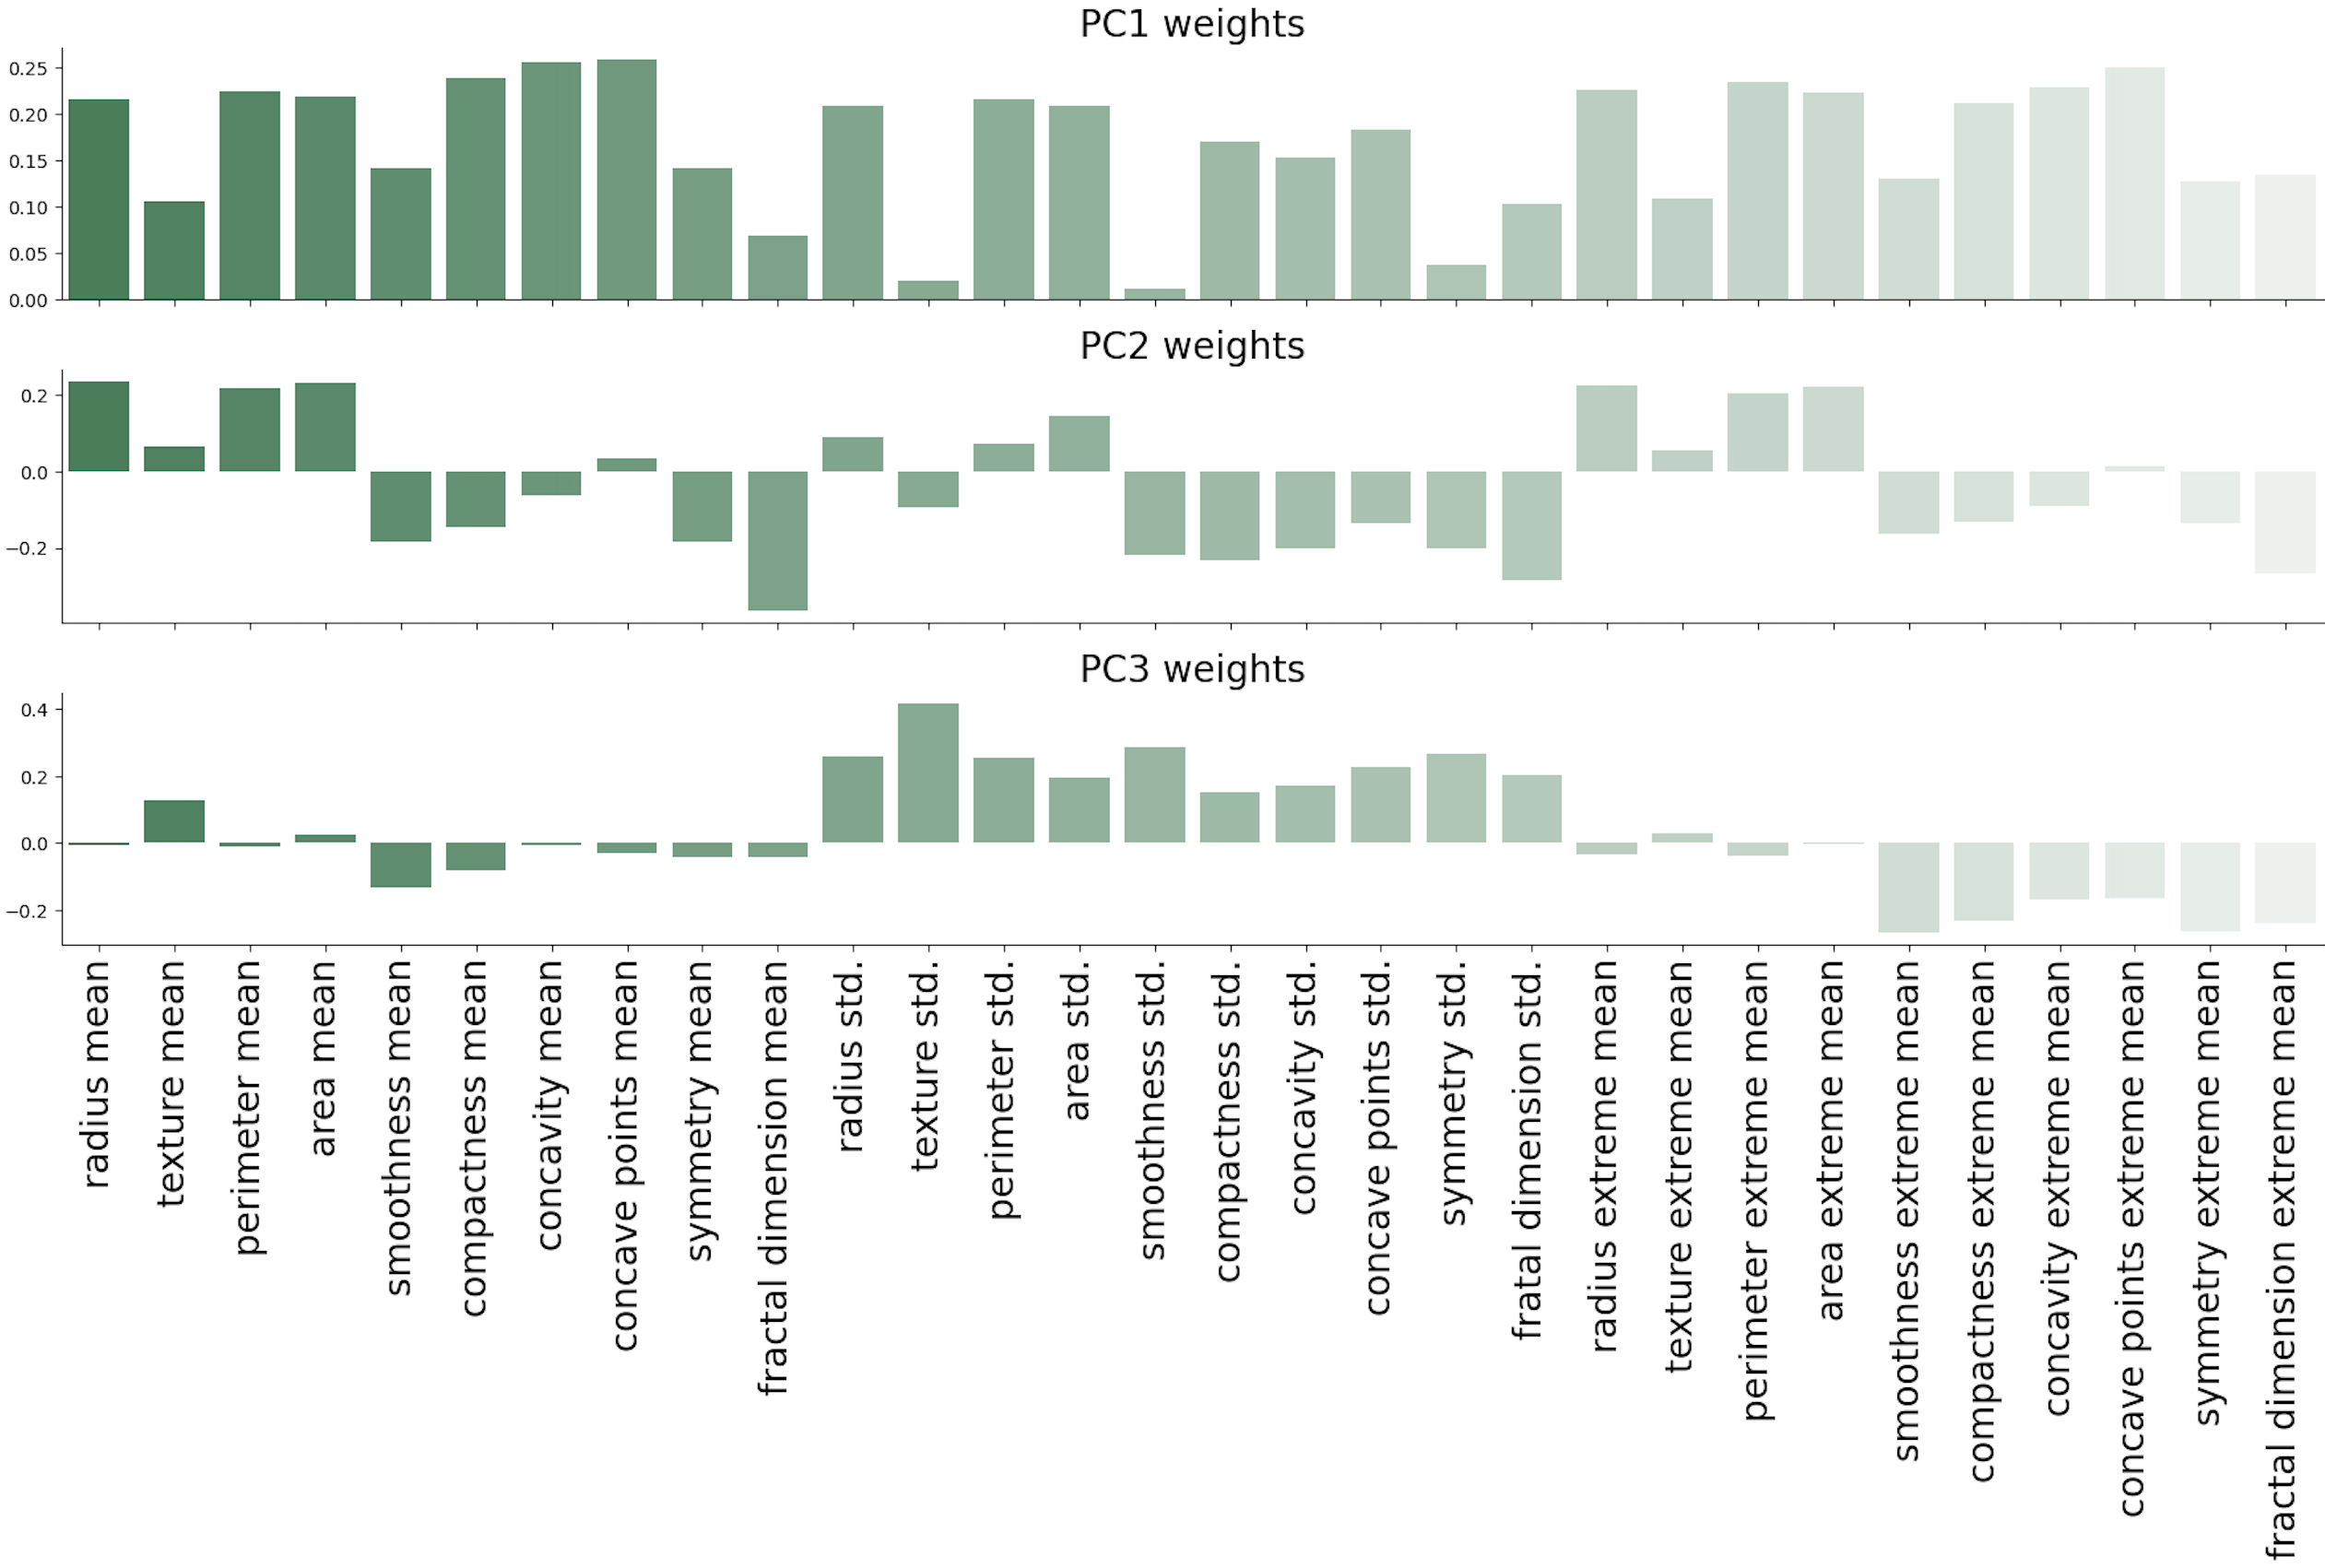 PC1 weights
0.25
0.20
0.15
0.10
0.05
0.00
PC2 weights
0.2
0.0
−0.2
PC3 weights
0.4
0.2
0.0
−0.2
radius mean
texture mean
perimeter mean
area mean
smoothness mean
compactness mean
concavity mean
concave points mean
symmetry mean
fractal dimension mean
radius std.
texture std.
perimeter std.
area std.
smoothness std.
compactness std.
concavity std.
concave points std.
symmetry std.
fratal dimension std.
radius extreme mean
texture extreme mean
perimeter extreme mean
area extreme mean
smoothness extreme mean
compactness extreme mean
concavity extreme mean
concave points extreme mean
symmetry extreme mean
fractal dimension extreme mean